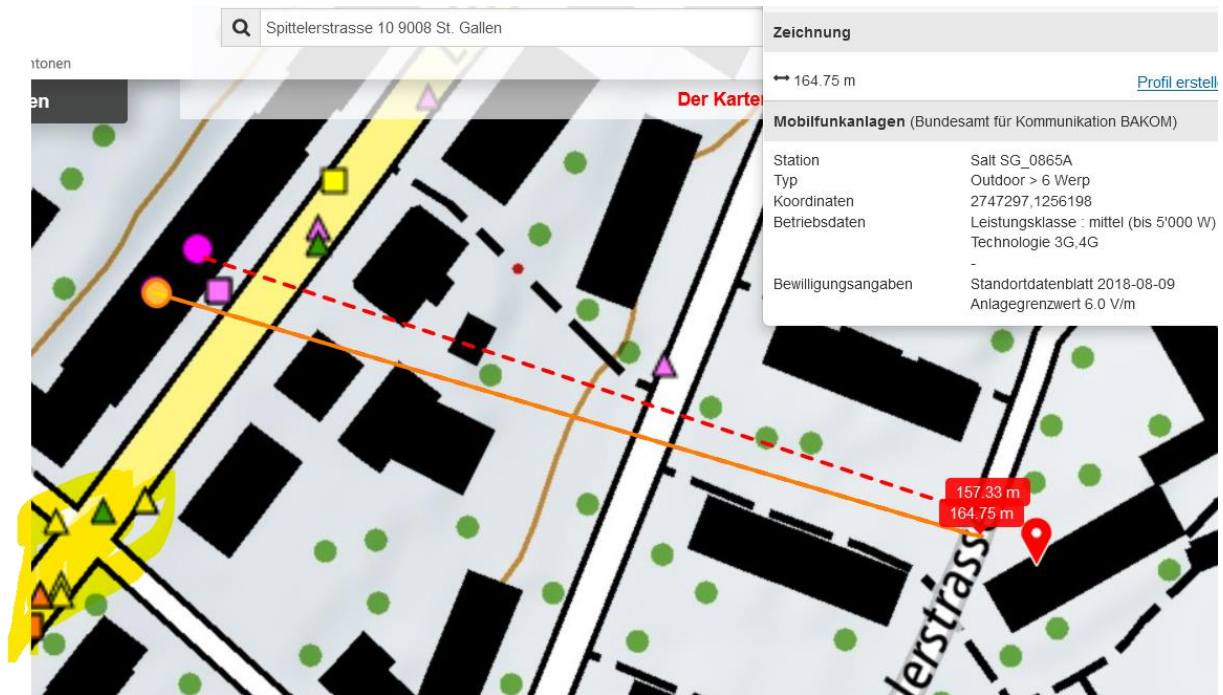 Spittelerstrasse 10 9008 St. Gallen
ntonen
en
Der Karte
Zeichnung
164.75 m
Profil erstelle
Mobilfunkanlagen (Bundesamt für Kommunikation BAKOM)
Station Salt SG_0865A
Typ Outdoor > 6 Werp
Koordinaten 2747297,1256198
Betriebsdaten Leistungsklasse : mittel (bis 5'000 W)
Technologie 3G,4G
-
Bewilligungsangaben Standortdatenblatt 2018-08-09
Anlagegrenzwert 6.0 V/m
157.33 m
164.75 m
lerstrasse